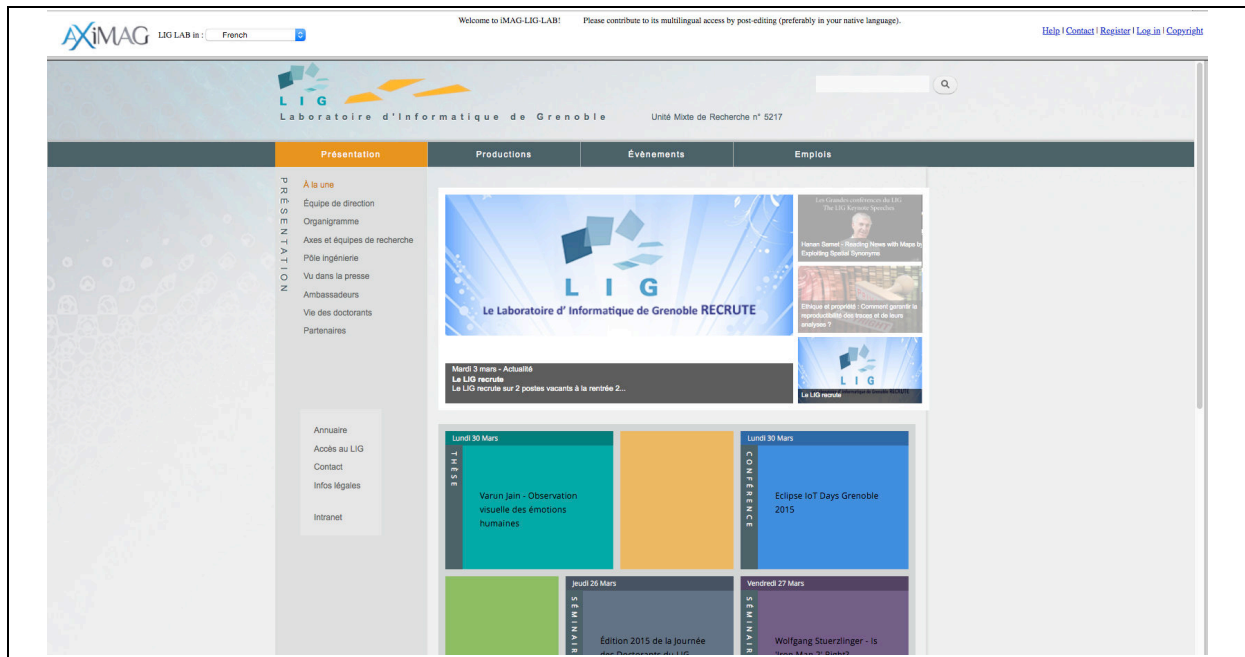 AXiMAG
LIG LAB in :
French
Welcome to iMAG-LIG-LAB!
Please contribute to its multilingual access by post-editing (preferably in your native language).
Help | Contact | Register | Log in | Copyright
LIG
Laboratoire d'Informatique de Grenoble
Unité Mixte de Recherche n° 5217
Présentation
Productions
Évènements
Emplois
PRÉSENTATION
À la une
Équipe de direction
Organigramme
Axes et équipes de recherche
Pôle ingénierie
Vu dans la presse
Ambassadeurs
Vie des doctorants
Partenaires
Annuaire
Accès au LIG
Contact
Infos légales
Intranet
LIG
Le Laboratoire d' Informatique de Grenoble RECRUTE
Mardi 3 mars - Actualité
Le LIG recrute
Le LIG recrute sur 2 postes vacants à la rentrée 2...
Les Grandes conférences du LIG
The LIG Keynote Speeches
Hanan Samet - Reading News with Maps by
Exploiting Spatial Synonyms
Ethique et propriété : Comment garantir la
reproductibilité des traces et de leurs
analyses ?
LIG
Le LIG recrute
Lundi 30 Mars
THÈSE
Varun Jain - Observation
visuelle des émotions
humaines
Lundi 30 Mars
CONFÉRENCE
Eclipse IoT Days Grenoble
2015
Jeudi 26 Mars
SÉMINAIR
Édition 2015 de la Journée
des Doctorants du LIG
Vendredi 27 Mars
SÉMINAIR
Wolfgang Stuerzlinger - Is
'Iron Man 2' Right?